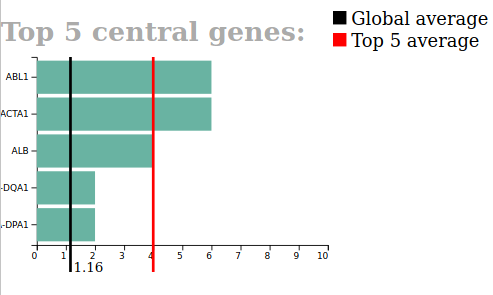 Top 5 central genes:
Global average
Top 5 average
ABL1
ACTA1
ALB
-DQA1
-DPA1
0 1 2 3 4 5 6 7 8 9 10
1.16